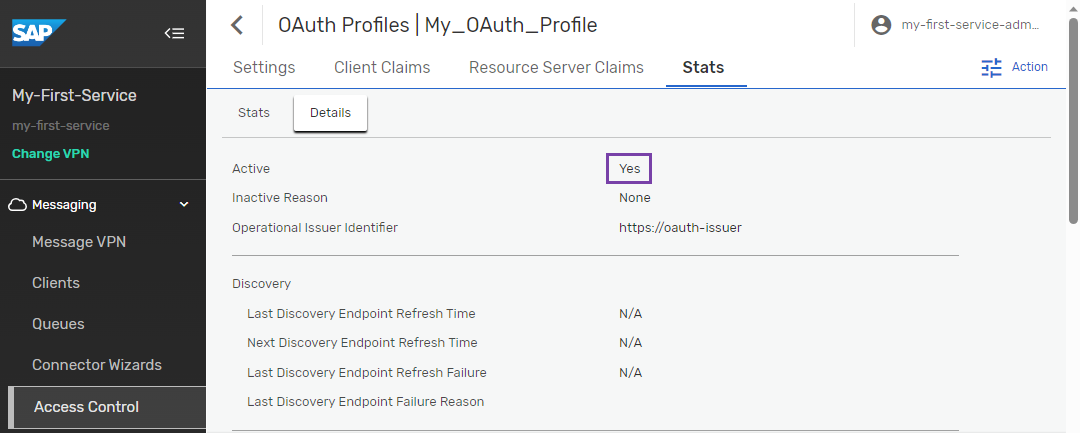 SAP
My-First-Service
my-first-service
Change VPN
Messaging
Message VPN
Clients
Queues
Connector Wizards
Access Control
OAuth Profiles | My_OAuth_Profile
my-first-service-adm...
Settings Client Claims Resource Server Claims Stats Action
Stats Details
Active Yes
Inactive Reason None
Operational Issuer Identifier https://oauth-issuer
Discovery
Last Discovery Endpoint Refresh Time N/A
Next Discovery Endpoint Refresh Time N/A
Last Discovery Endpoint Refresh Failure N/A
Last Discovery Endpoint Failure Reason